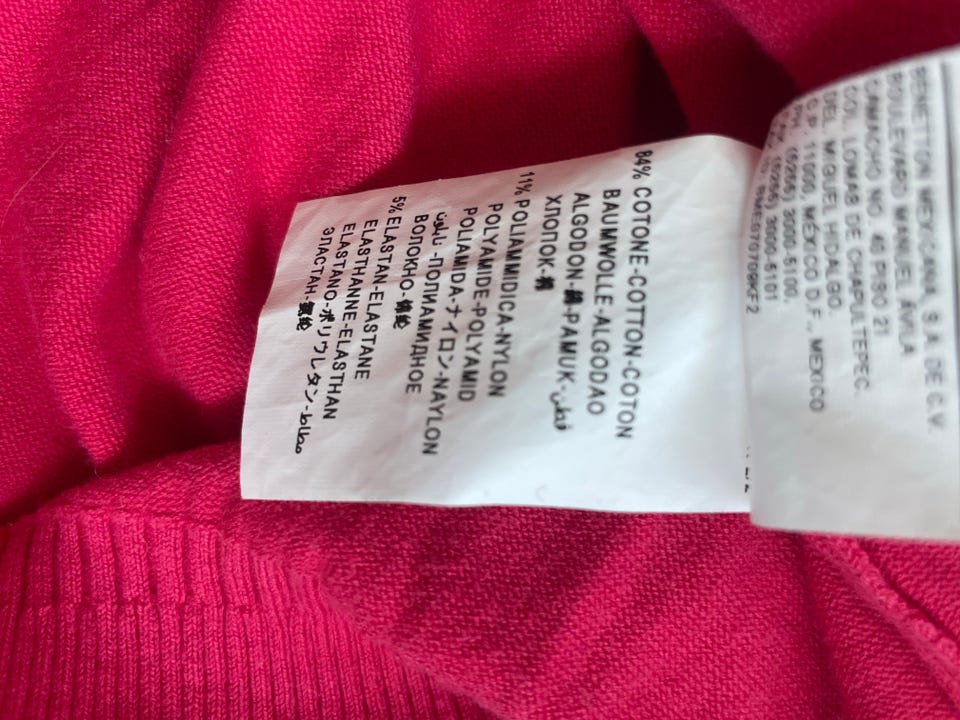 84% COTONE-COTTON-COTON
BAUMWOLLE-ALGODAO
ALGODON-綿-PAMUK-قطن
ХЛОПОК-棉
11% POLIAMMIDICA-NYLON
POLYAMIDE-POLYAMID
POLIAMIDA-ナイロン-NAYLON
نايلون-ПОЛИАМИДНОЕ
ВОЛОКНО-锦纶
5% ELASTAN-ELASTANE
ELASTHANNE-ELASTHAN
ELASTANO-ポリウレタン-مطاط
ЭЛАСТАН-氨纶
BENETTON MEXICANA, S.A. DE C.V.
BOULEVARD MANUEL AVILA
CAMACHO NO. 40 PISO 21
COL. LOMAS DE CHAPULTEPEC.
DEL. MIGUEL HIDALGO.
C.P. 11000, MÉXICO D.F., MEXICO
PH. (5255) 3000-5100,
(5255) 3000-5101